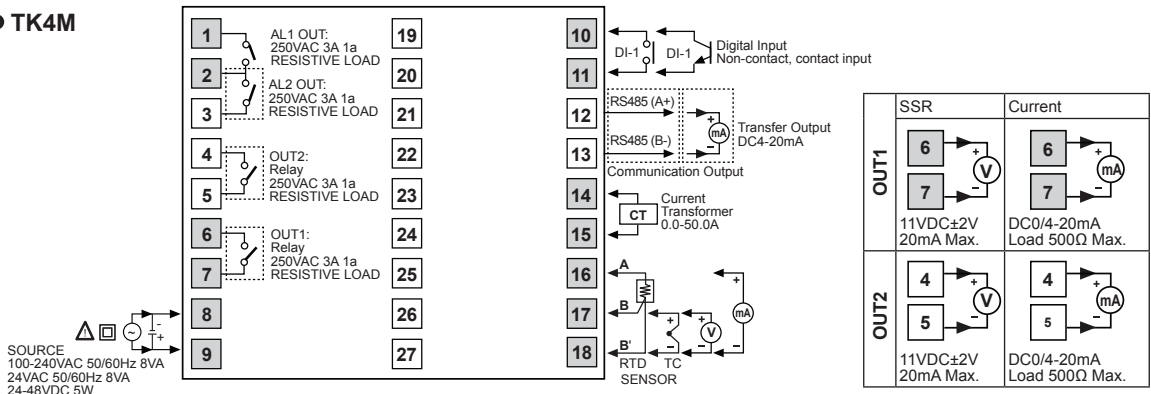 TK4M
1
2
3
4
5
6
7
8
9
AL1 OUT:
250VAC 3A 1a
RESISTIVE LOAD
AL2 OUT:
250VAC 3A 1a
RESISTIVE LOAD
OUT2:
Relay
250VAC 3A 1a
RESISTIVE LOAD
OUT1:
Relay
250VAC 3A 1a
RESISTIVE LOAD
- +
SOURCE
100-240VAC 50/60Hz 8VA
24VAC 50/60Hz 8VA
24-48VDC 5W
19
20
21
22
23
24
25
26
27
10
11
12
13
14
15
16
17
18
DI-1
DI-1
Digital Input
Non-contact, contact input
RS485 (A+)
RS485 (B-)
+ mA -
Transfer Output
DC4-20mA
Communication Output
CT
Current
Transformer
0.0-50.0A
A
B
B'
+ -
+ V -
+ mA -
RTD TC
SENSOR
SSR Current
OUT1
6 + V
7 -
6 + mA
7 -
11VDC±2V
20mA Max.
DC0/4-20mA
Load 500Ω Max.
OUT2
4 + V
5 -
4 + mA
5 -
11VDC±2V
20mA Max.
DC0/4-20mA
Load 500Ω Max.